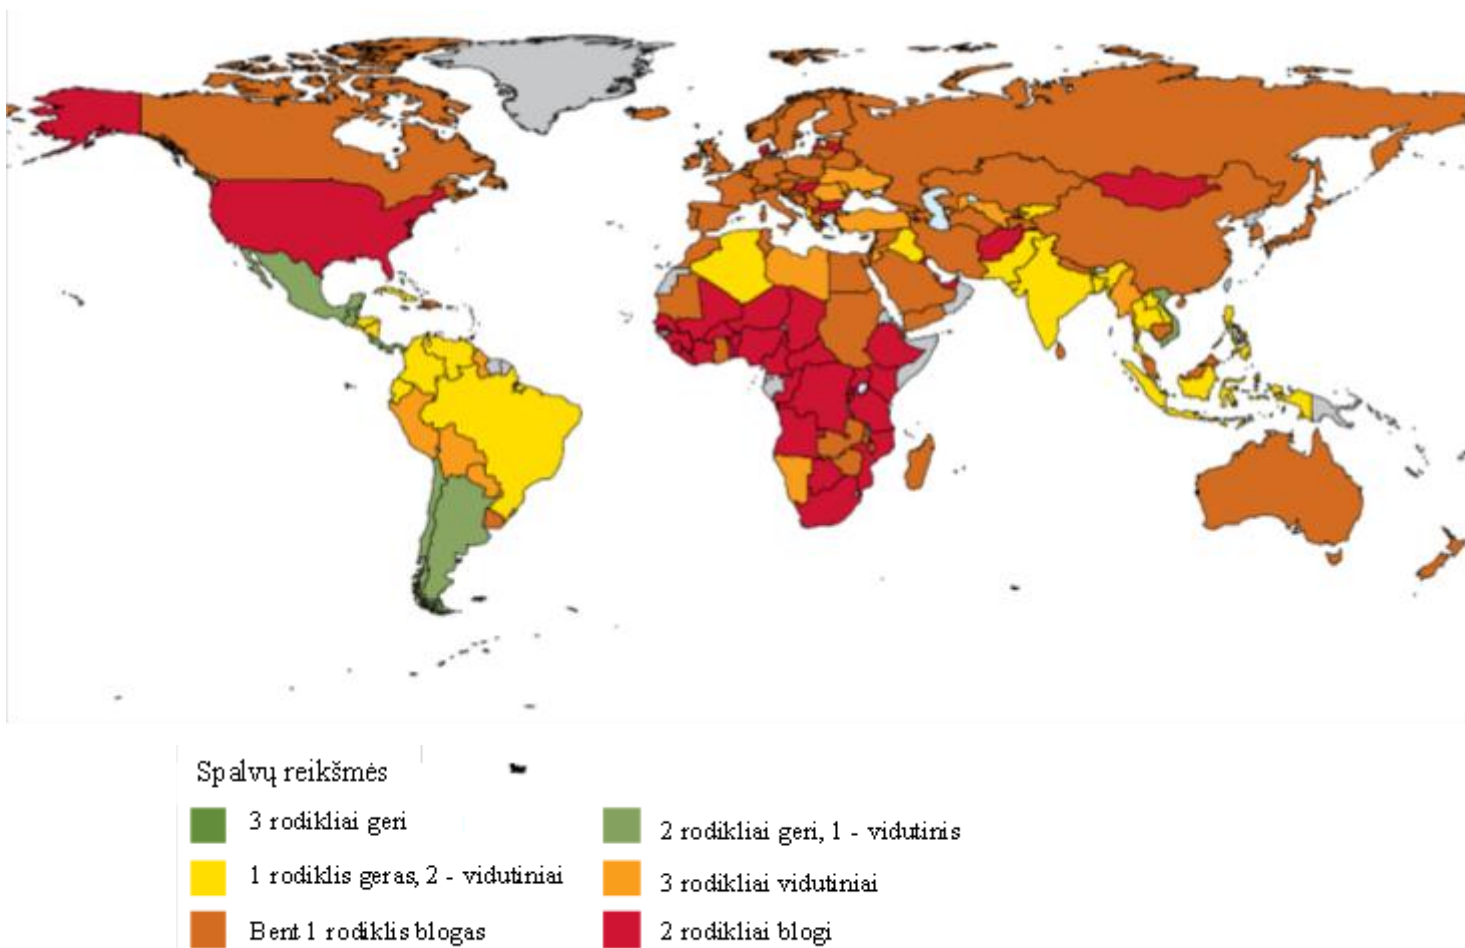 Spalvų reikšmės
3 rodikliai geri
2 rodikliai geri, 1 - vidutinis
1 rodiklis geras, 2 - vidutiniai
3 rodikliai vidutiniai
Bent 1 rodiklis blogas
2 rodikliai blogi